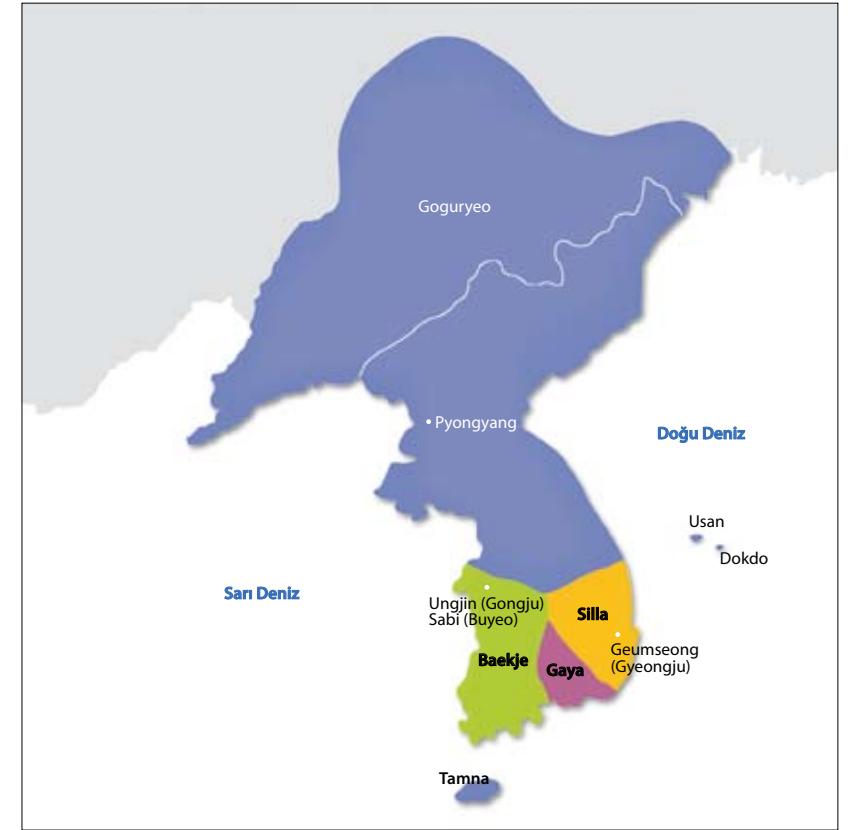 Goguryeo
Pyongyang
Doğu Deniz
Usan
Dokdo
Sarı Deniz
Ungjin (Gongju)
Sabi (Buyeo)
Silla
Geumseong
(Gyeongju)
Baekje
Gaya
Tamna